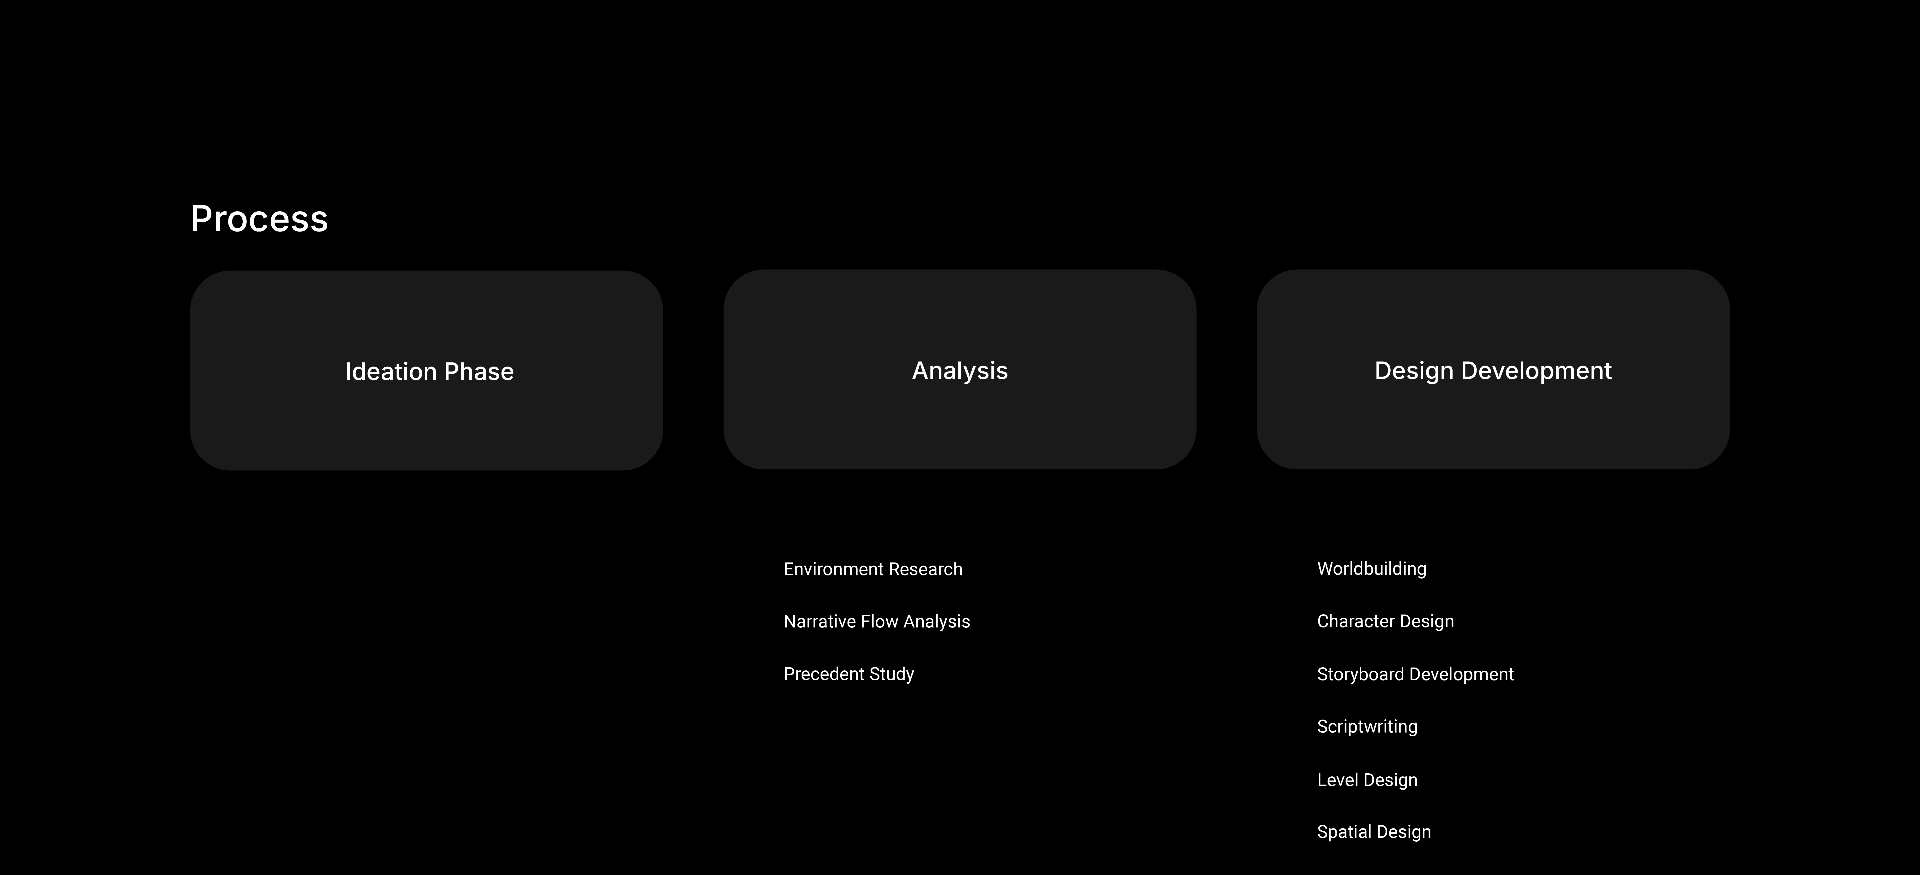 Process
Ideation Phase
Analysis
Design Development
Environment Research
Narrative Flow Analysis
Precedent Study
Worldbuilding
Character Design
Storyboard Development
Scriptwriting
Level Design
Spatial Design